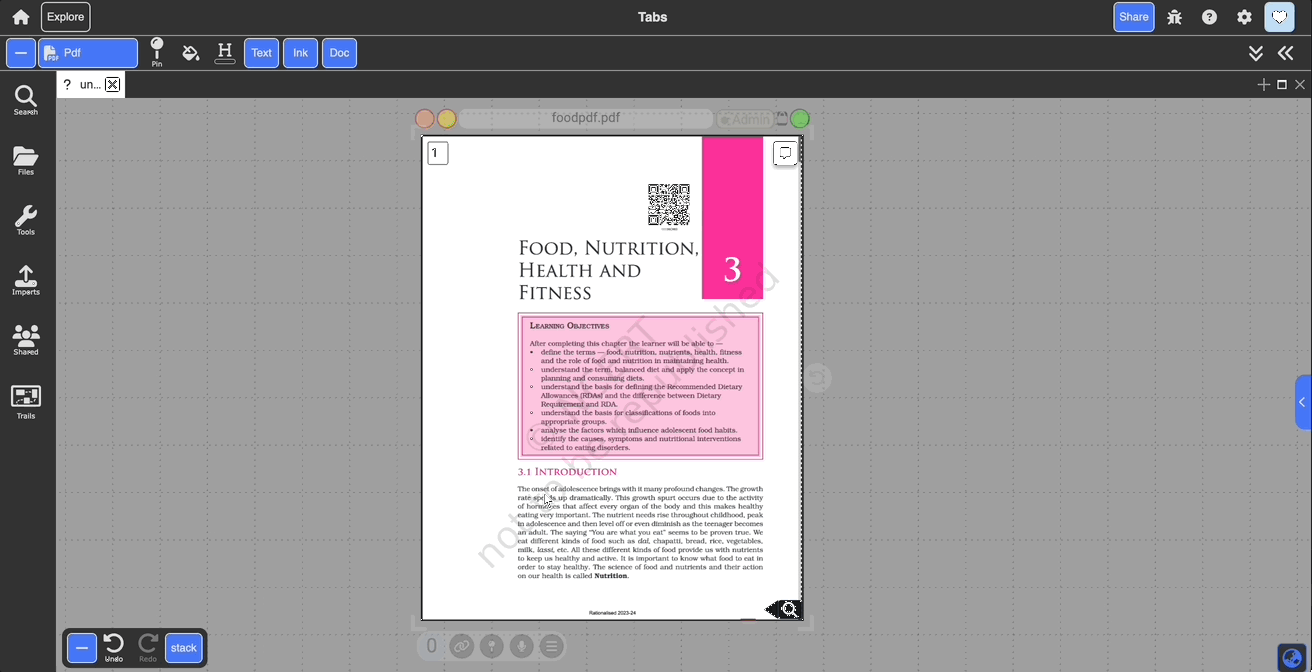 Explore
Tabs
Share
Pdf
Pin
H
Text
Ink
Doc
? un...
Search
Files
Tools
Imports
Shared
Trails
foodpdf.pdf
Admin
1
FOOD, NUTRITION,
HEALTH AND
FITNESS
3
LEARNING OBJECTIVES
After completing this chapter the learner will be able to —
• define the terms — food, nutrition, nutrients, health, fitness
and the role of food and nutrition in maintaining health.
• understand the term, balanced diet and apply the concept in
planning and consuming diets.
• understand the basis for defining the Recommended Dietary
Allowances (RDAs) and the difference between Dietary
Requirement and RDA.
• understand the basis for classifications of foods into
appropriate groups.
• analyse the factors which influence adolescent food habits.
• identify the causes, symptoms and nutritional interventions
related to eating disorders.
3.1 INTRODUCTION
The onset of adolescence brings with it many profound changes. The growth
rate speeds up dramatically. This growth spurt occurs due to the activity
of hormones that affect every organ of the body and this makes healthy
eating very important. The nutrient needs rise throughout childhood, peak
in adolescence and then level off or even diminish as the teenager becomes
an adult. The saying "You are what you eat" seems to be proven true. We
eat different kinds of food such as dal, chapatti, bread, rice, vegetables,
milk, lassi, etc. All these different kinds of food provide us with nutrients
to keep us healthy and active. It is important to know what food to eat in
order to stay healthy. The science of food and nutrients and their action
on our health is called Nutrition.
not to be republished
Rationalised 2023-24
0
Undo
Redo
stack